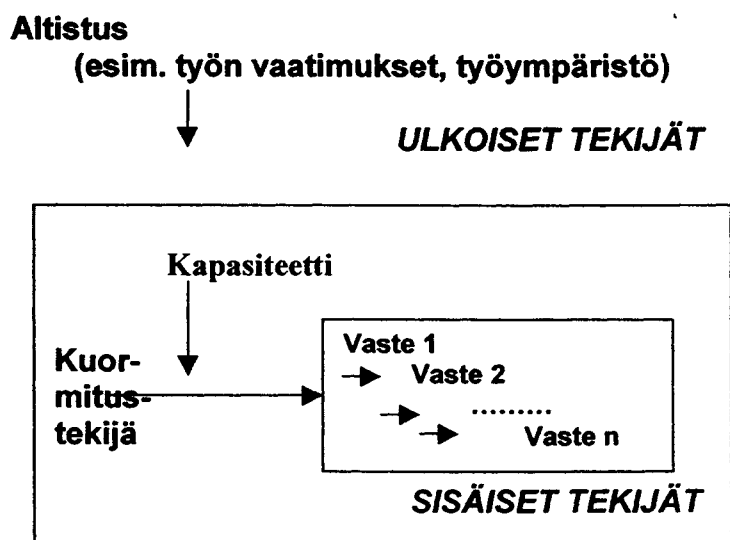 Altistus
(esim. työn vaatimukset, työympäristö)
ULKOISET TEKIJÄT
Kapasiteetti
Kuor-
mitus-
tekijä
Vaste 1
Vaste 2
..........
Vaste n
SISÄISET TEKIJÄT